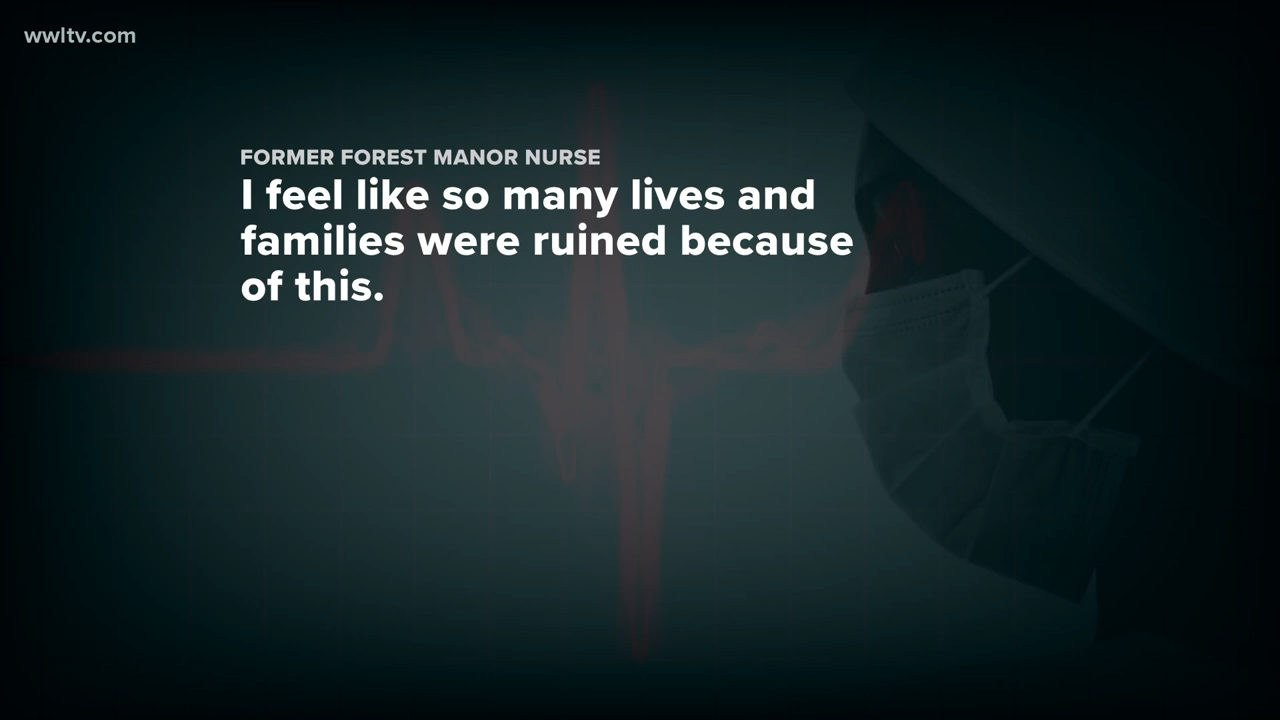 wwltv.com
FORMER FOREST MANOR NURSE
I feel like so many lives and
families were ruined because
of this.